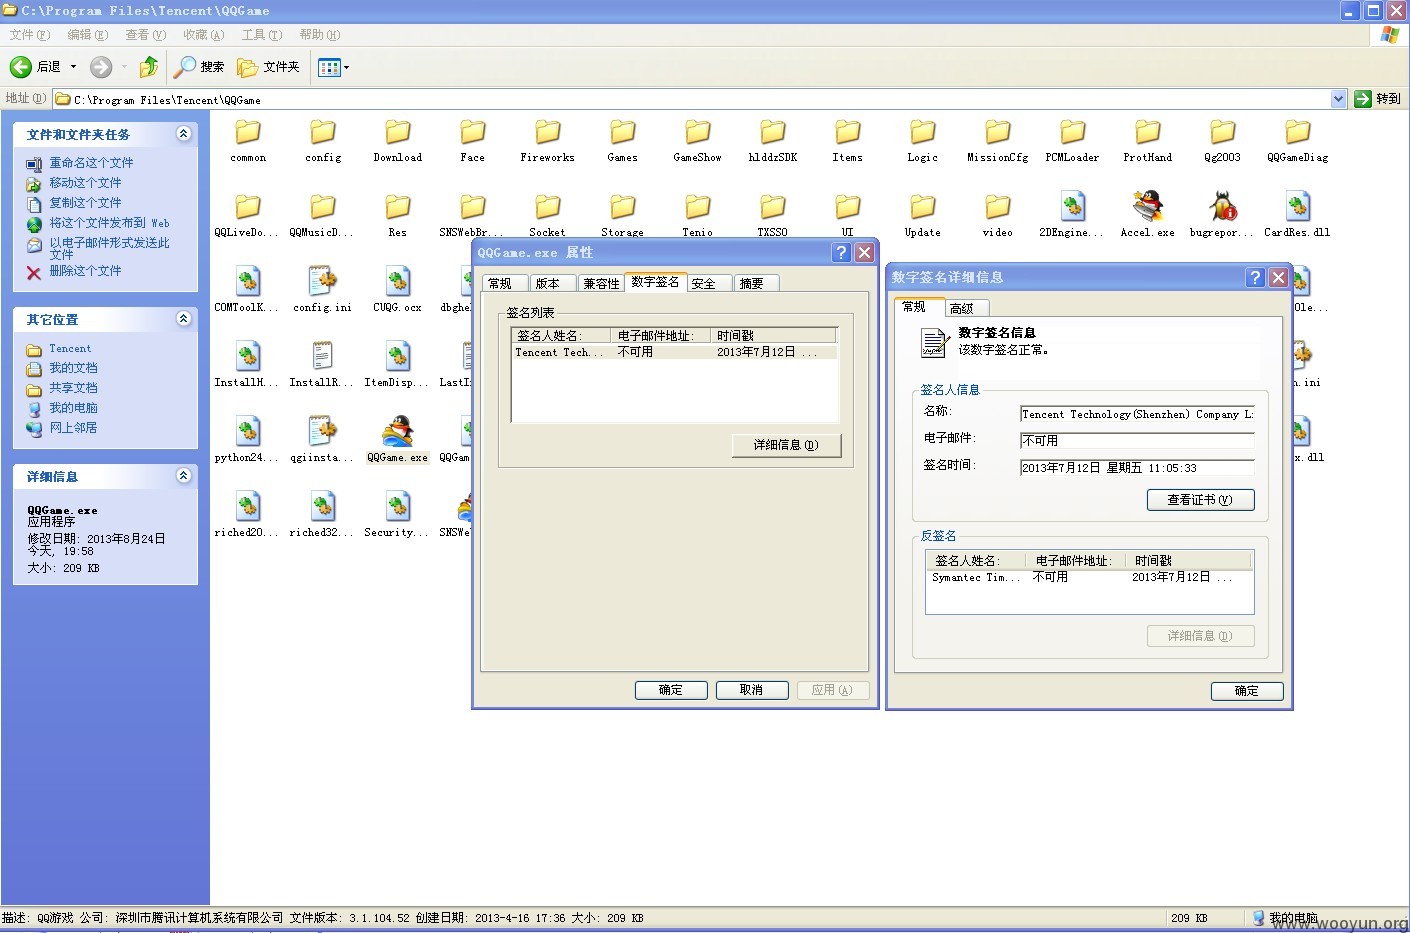 C:\Program Files\Tencent\QQGame
文件(F) 编辑(E) 查看(V) 收藏(A) 工具(T) 帮助(H)
后退 搜索 文件夹
地址(D) C:\Program Files\Tencent\QQGame 转到
文件和文件夹任务
重命名这个文件
移动这个文件
复制这个文件
将这个文件发布到 Web
以电子邮件形式发送此
文件
删除这个文件
其它位置
Tencent
我的文档
共享文档
我的电脑
网上邻居
详细信息
QQGame.exe
应用程序
修改日期: 2013年8月24日
今天, 19:58
大小: 209 KB
common config Download Face Fireworks Games GameShow hlddzSDK Items Logic MissionCfg PCMLoader ProtHand Qg2003 QQGameDiag
QQLiveDo... QQMusicD... Res SNSWebBr... Socket Storage Tenio TXSSO UI Update video 2DEngine... Accel.exe bugrepor... CardRes.dll
COMToolK... config.ini CUQG.ocx dbghe
InstallH... InstallR... ItemDisp... LastI
python24... qgiinsta... QQGame.exe QQGam
riched20... riched32... Security... SNSWe
ole...
n.ini
x.dll
QQGame.exe 属性
常规 版本 兼容性 数字签名 安全 摘要
签名列表
签名人姓名: 电子邮件地址: 时间戳
Tencent Tech... 不可用 2013年7月12日 ...
详细信息(D)
确定 取消 应用(A)
数字签名详细信息
常规 高级
数字签名信息
该数字签名正常。
签名人信息
名称: Tencent Technology(Shenzhen) Company L
电子邮件: 不可用
签名时间: 2013年7月12日 星期五 11:05:33
查看证书(V)
反签名
签名人姓名: 电子邮件地址: 时间戳
Symantec Tim... 不可用 2013年7月12日 ...
详细信息(D)
确定
描述: QQ游戏 公司: 深圳市腾讯计算机系统有限公司 文件版本: 3.1.104.52 创建日期: 2013-4-16 17:36 大小: 209 KB 209 KB 我的电脑
www.wooyun.org